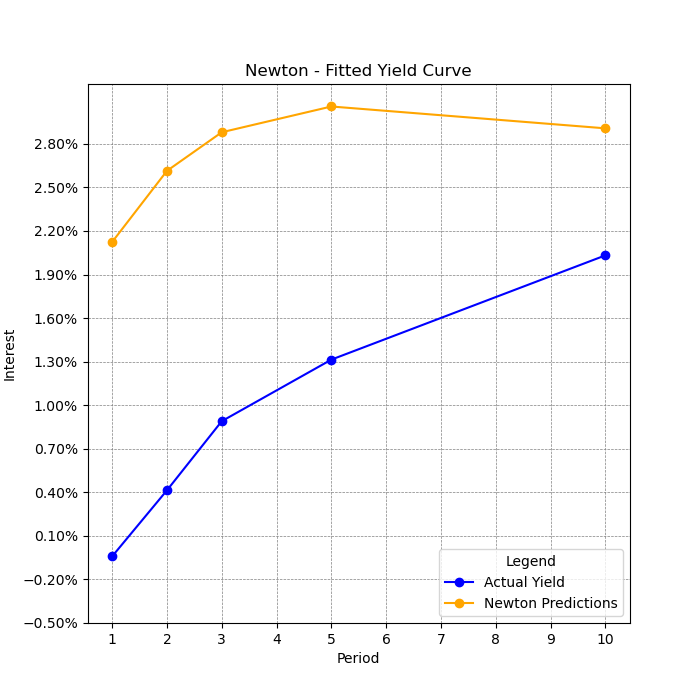 Newton - Fitted Yield Curve
Interest
2.80%
2.50%
2.20%
1.90%
1.60%
1.30%
1.00%
0.70%
0.40%
0.10%
−0.20%
−0.50%
Legend
Actual Yield
Newton Predictions
1 2 3 4 5 6 7 8 9 10
Period